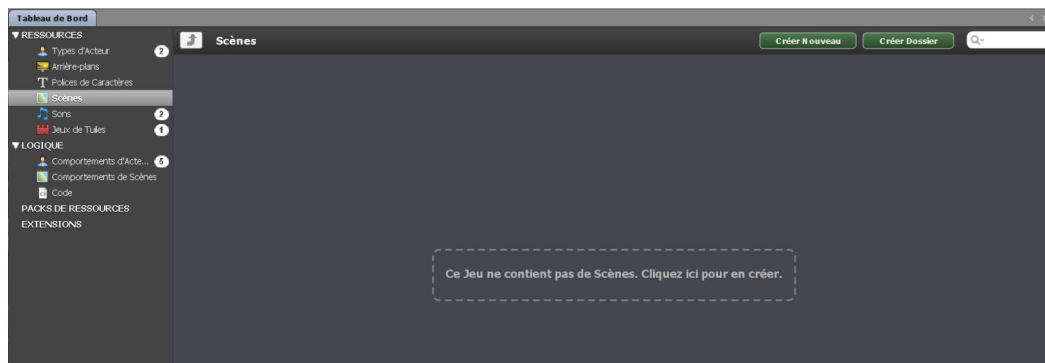 Tableau de Bord
RESSOURCES
Types d'Acteur 2
Arrière-plans
Polices de Caractères
Scènes
Sons 2
Jeux de Tuiles 1
LOGIQUE
Comportements d'Acte... 5
Comportements de Scènes
Code
PACKS DE RESSOURCES
EXTENSIONS
Scènes
Créer Nouveau
Créer Dossier
Ce Jeu ne contient pas de Scènes. Cliquez ici pour en créer.